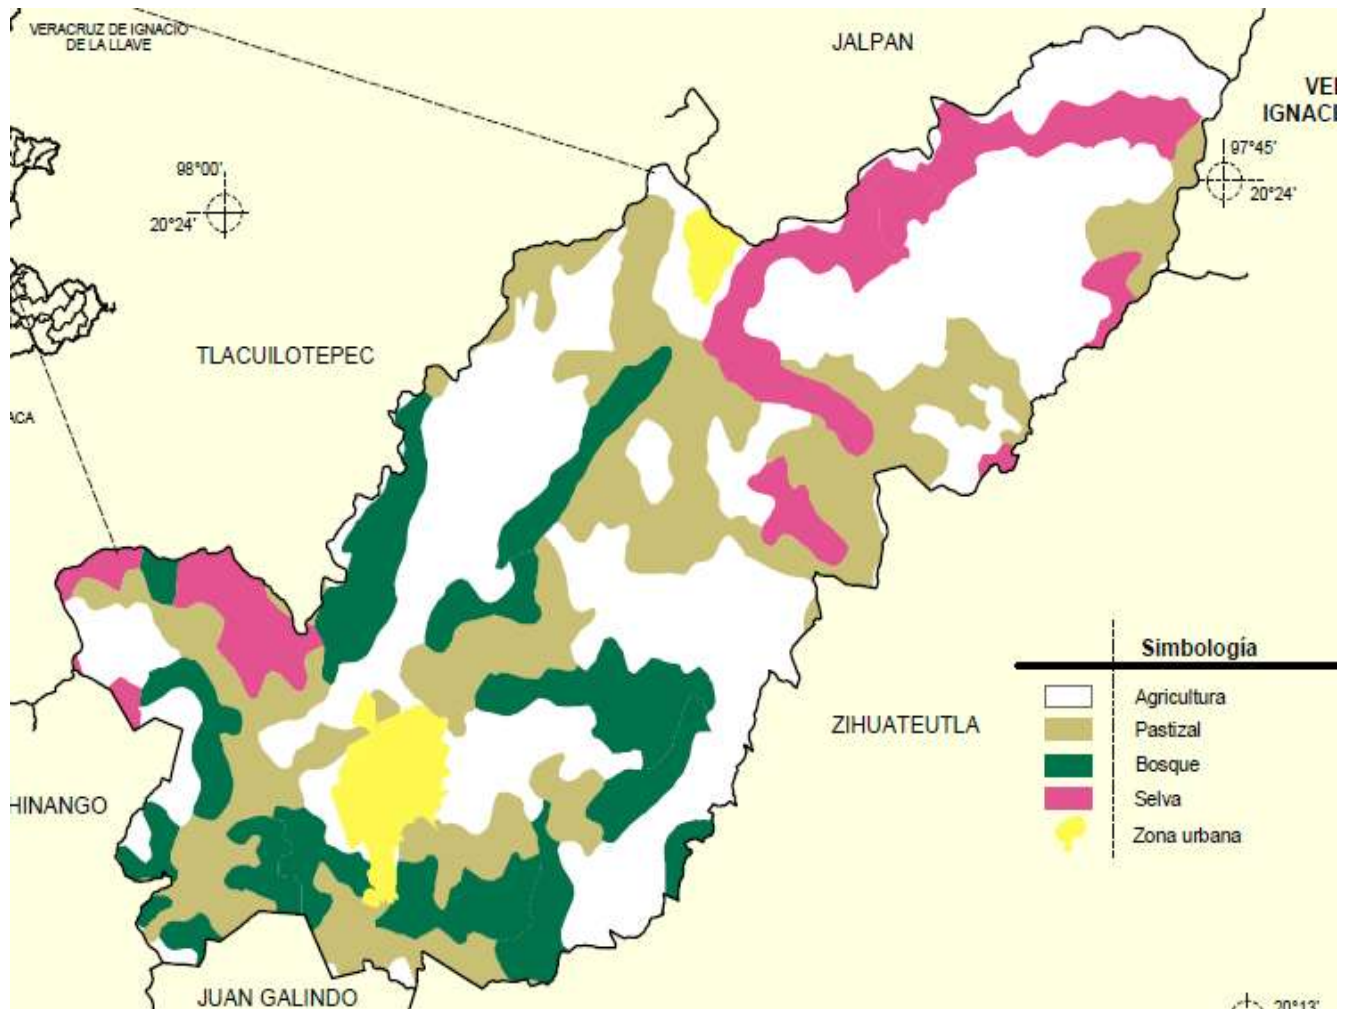 VERACRUZ DE IGNACIO
DE LA LLAVE
JALPAN
VE
IGNACI
98°00'
20°24'
97°45'
20°24'
TLACUILOTEPEC
ACA
Simbología
Agricultura
Pastizal
Bosque
Selva
Zona urbana
ZIHUATEUTLA
HINANGO
JUAN GALINDO
20°13'